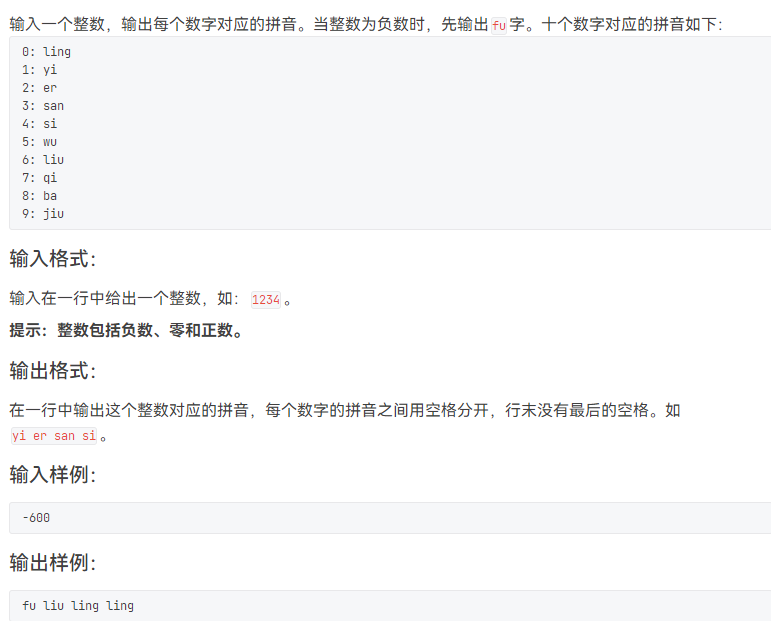 输入一个整数，输出每个数字对应的拼音。当整数为负数时，先输出fu字。十个数字对应的拼音如下：
0: ling
1: yi
2: er
3: san
4: si
5: wu
6: liu
7: qi
8: ba
9: jiu
输入格式：
输入在一行中给出一个整数，如： 1234 。
提示：整数包括负数、零和正数。
输出格式：
在一行中输出这个整数对应的拼音，每个数字的拼音之间用空格分开，行末没有最后的空格。如
yi er san si 。
输入样例：
-600
输出样例：
fu liu ling ling